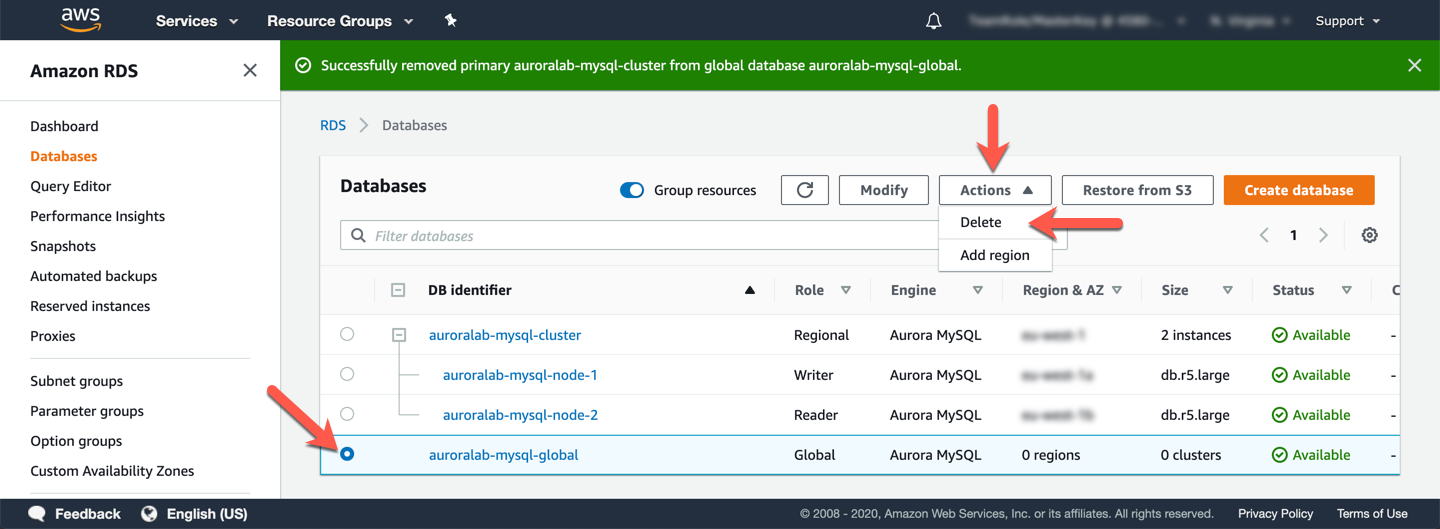 aws Services Resource Groups Support
Amazon RDS
Successfully removed primary auroralab-mysql-cluster from global database auroralab-mysql-global.
Dashboard
Databases
Query Editor
Performance Insights
Snapshots
Automated backups
Reserved instances
Proxies
Subnet groups
Parameter groups
Option groups
Custom Availability Zones
RDS Databases
Databases Group resources Modify Actions Restore from S3 Create database
Delete
Add region
Filter databases 1
DB identifier Role Engine Region & AZ Size Status C
auroralab-mysql-cluster Regional Aurora MySQL 2 instances Available -
auroralab-mysql-node-1 Writer Aurora MySQL db.r5.large Available -
auroralab-mysql-node-2 Reader Aurora MySQL db.r5.large Available -
auroralab-mysql-global Global Aurora MySQL 0 regions 0 clusters Available -
Feedback English (US) © 2008 - 2020, Amazon Web Services, Inc. or its affiliates. All rights reserved. Privacy Policy Terms of Use